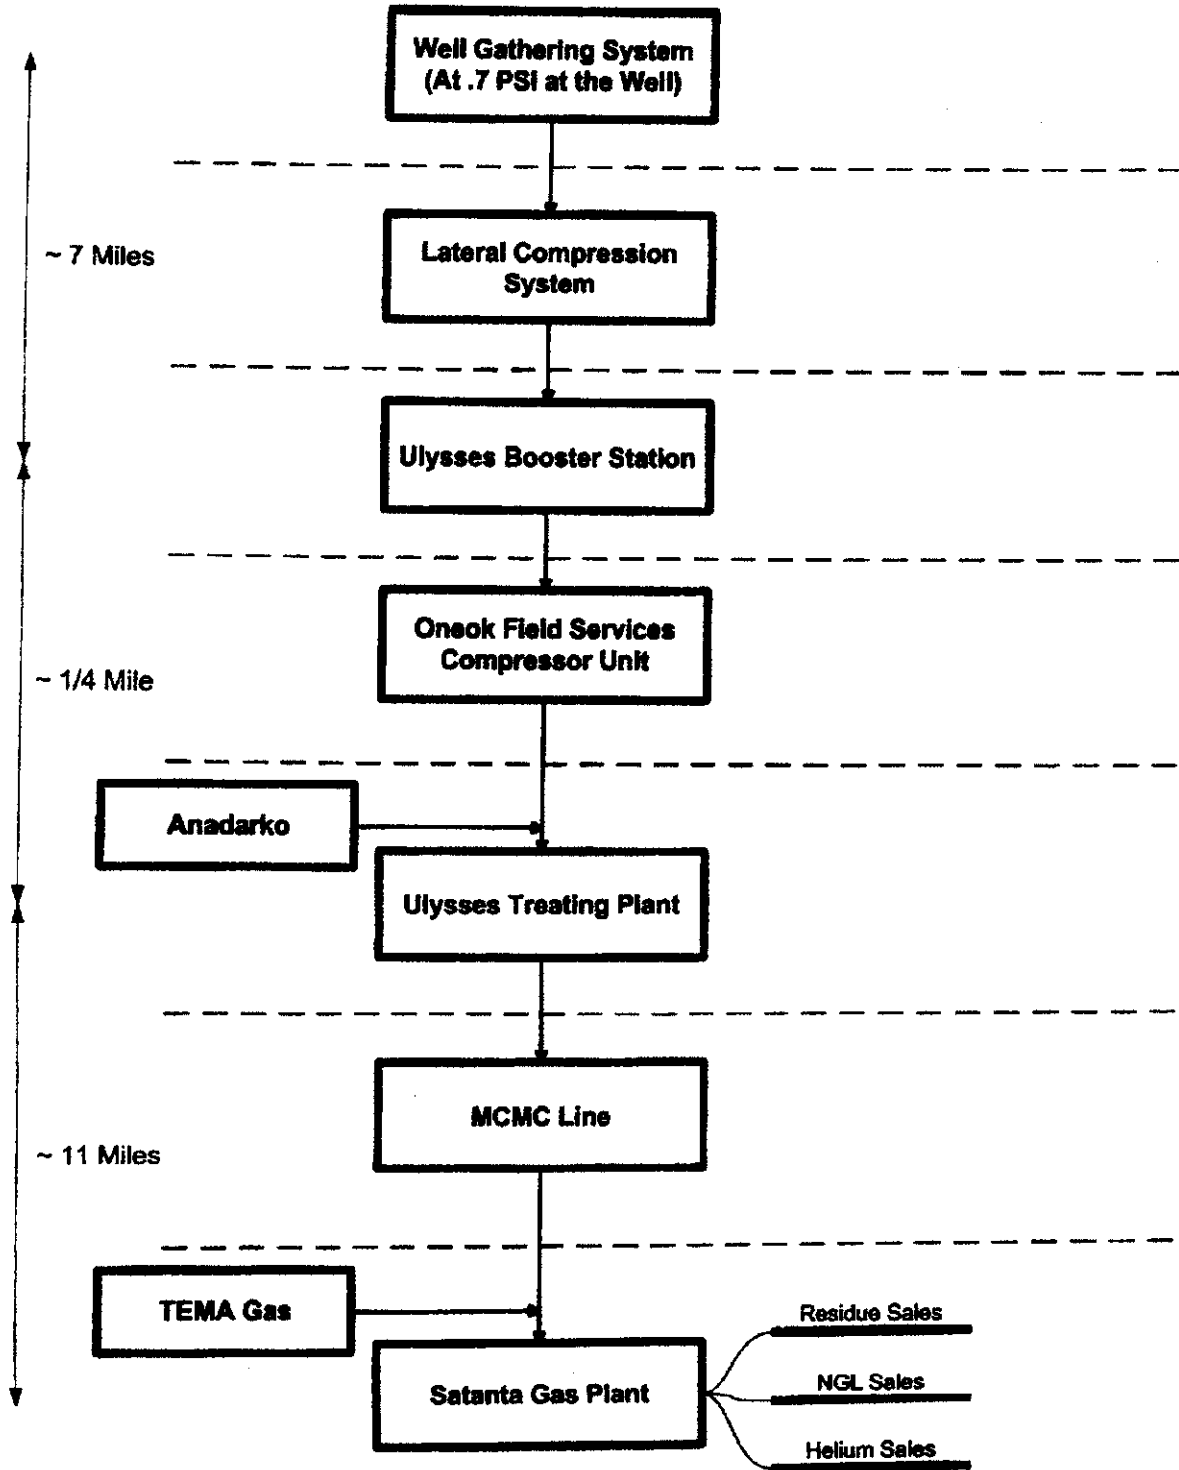 Well Gathering System
(At .7 PSI at the Well)
~ 7 Miles
Lateral Compression
System
Ulysses Booster Station
Oneok Field Services
Compressor Unit
~ 1/4 Mile
Anadarko
Ulysses Treating Plant
MCMC Line
~ 11 Miles
TEMA Gas
Residue Sales
Satanta Gas Plant
NGL Sales
Helium Sales